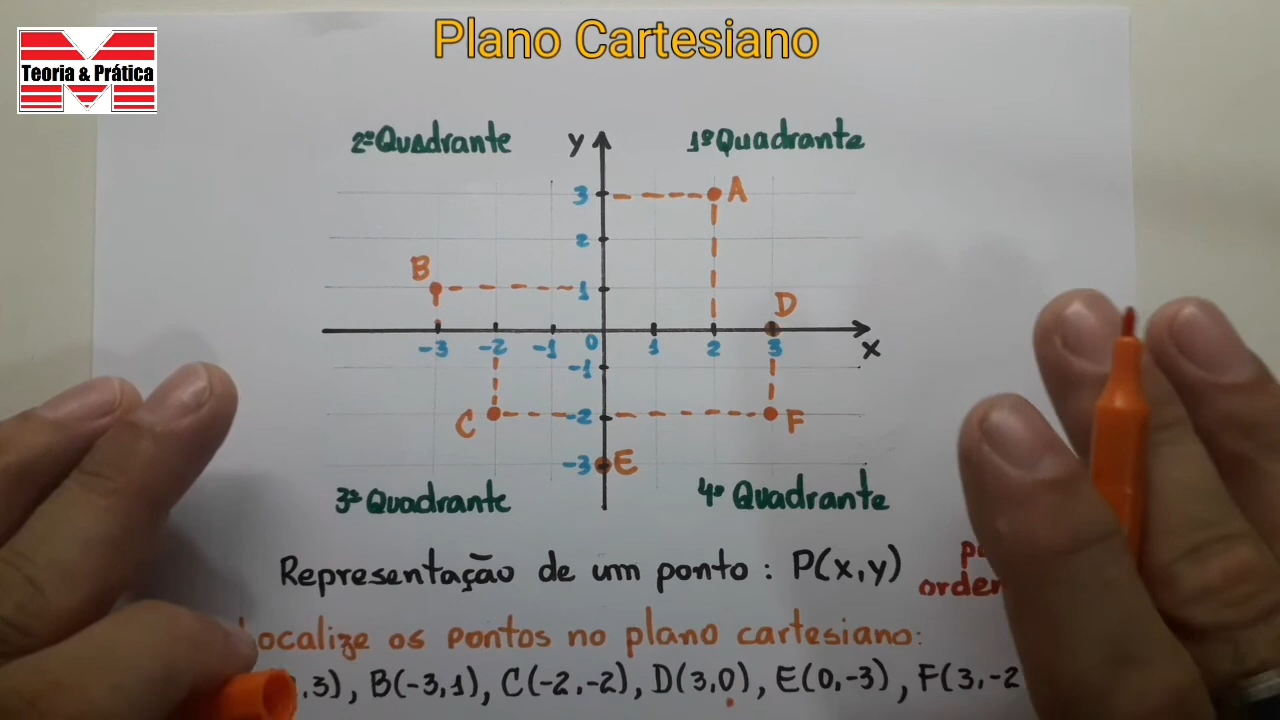 Plano Cartesiano
Teoria & Prática
2º Quadrante
y
1º Quadrante
3
A
2
B
1
D
-3 -2 -1 0 1 2 3 x
-1
C
-2
F
-3
E
3º Quadrante
4º Quadrante
Representação de um ponto : P(x,y)
Localize os pontos no plano cartesiano:
,3), B(-3,1), C(-2,-2), D(3,0), E(0,-3), F(3,-2